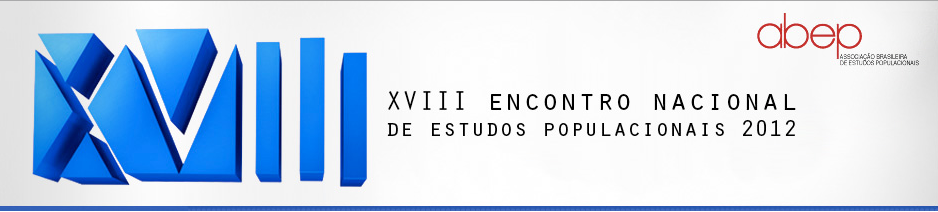 XVIII
abep
ASSOCIAÇÃO BRASILEIRA
DE ESTUDOS POPULACIONAIS
XVIII ENCONTRO NACIONAL
DE ESTUDOS POPULACIONAIS 2012